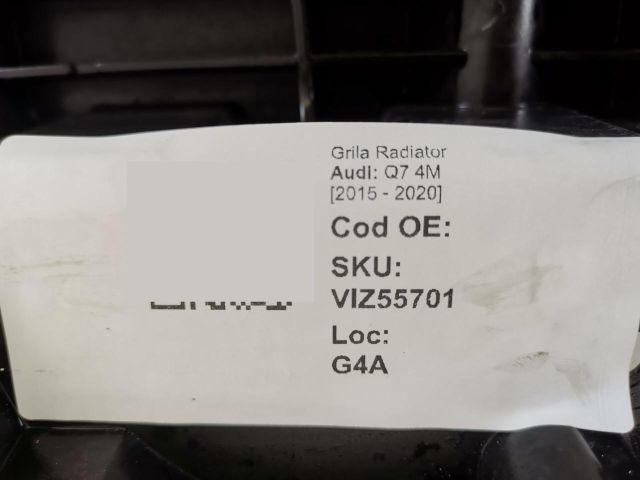 Grila Radiator
Audi: Q7 4M
[2015 - 2020]
Cod OE:
SKU:
VIZ55701
Loc:
G4A